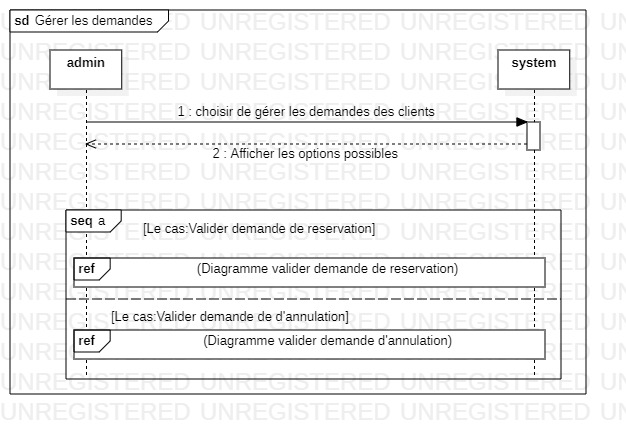 sd Gérer les demandes
admin
system
1 : choisir de gérer les demandes des clients
2 : Afficher les options possibles
seq a
[Le cas:Valider demande de reservation]
ref
(Diagramme valider demande de reservation)
[Le cas:Valider demande de d'annulation]
ref
(Diagramme valider demande d'annulation)
UNREGISTERED UNREGISTERED UNREGISTERED